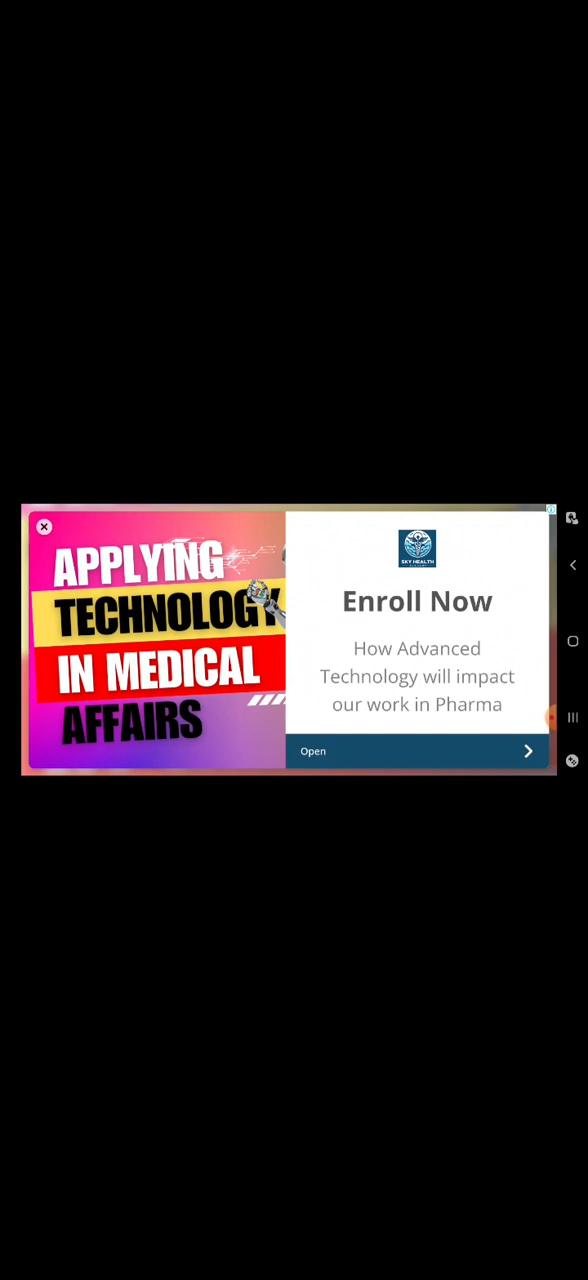 APPLYING
TECHNOLOGY
IN MEDICAL
AFFAIRS
SKY HEALTH
Enroll Now
How Advanced
Technology will impact
our work in Pharma
Open